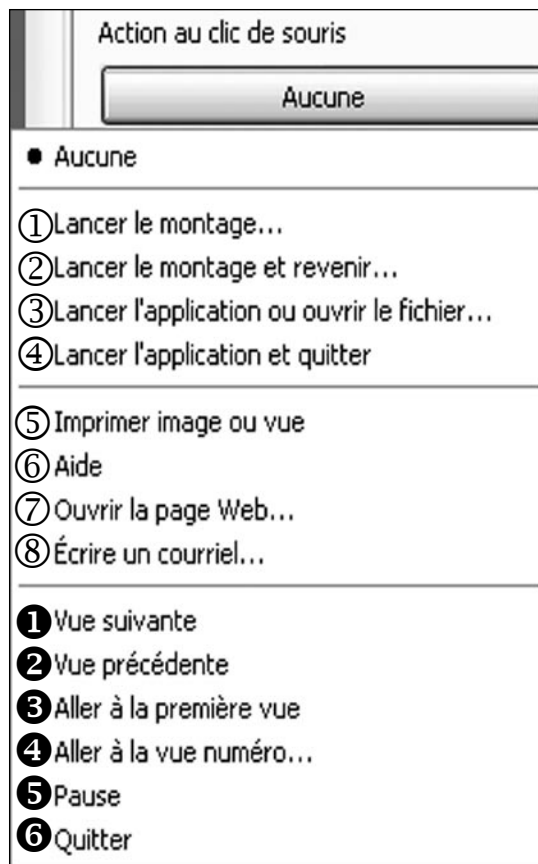 Action au clic de souris
Aucune
● Aucune
①Lancer le montage...
②Lancer le montage et revenir...
③Lancer l'application ou ouvrir le fichier...
④Lancer l'application et quitter
⑤Imprimer image ou vue
⑥Aide
⑦Ouvrir la page Web...
⑧Écrire un courriel...
❶Vue suivante
❷Vue précédente
❸Aller à la première vue
❹Aller à la vue numéro...
❺Pause
❻Quitter